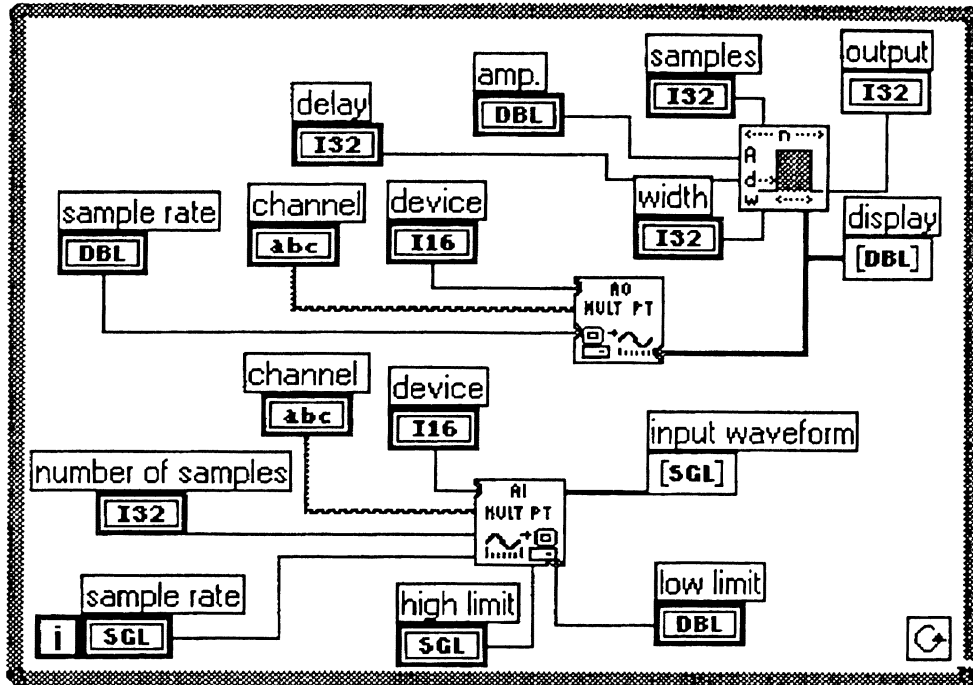 samples
I32
output
I32
amp.
DBL
delay
I32
n
A
d
w
sample rate
DBL
channel
abc
device
I16
width
I32
display
[DBL]
AO
MULT PT
channel
abc
device
I16
input waveform
[SGL]
number of samples
I32
AI
MULT PT
sample rate
SGL
high limit
SGL
low limit
DBL
i